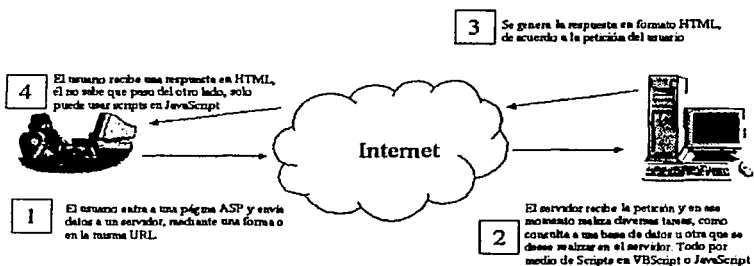 3
Se genera la respuesta en formato HTML,
de acuerdo a la petición del usuario
4
El usuario recibe una respuesta en HTML,
él no sabe que paso del otro lado, solo
puede usar scripts en JavaScript
Internet
1
El usuario entra a una página ASP y envía
datos a un servidor, mediante una forma o
en la misma URL.
2
El servidor recibe la petición y en ese
momento realiza diversas tareas, como
consulta a una base de datos u otra que se
desee realizar en el servidor. Todo por
medio de Scripts en VBScript o JavaScript